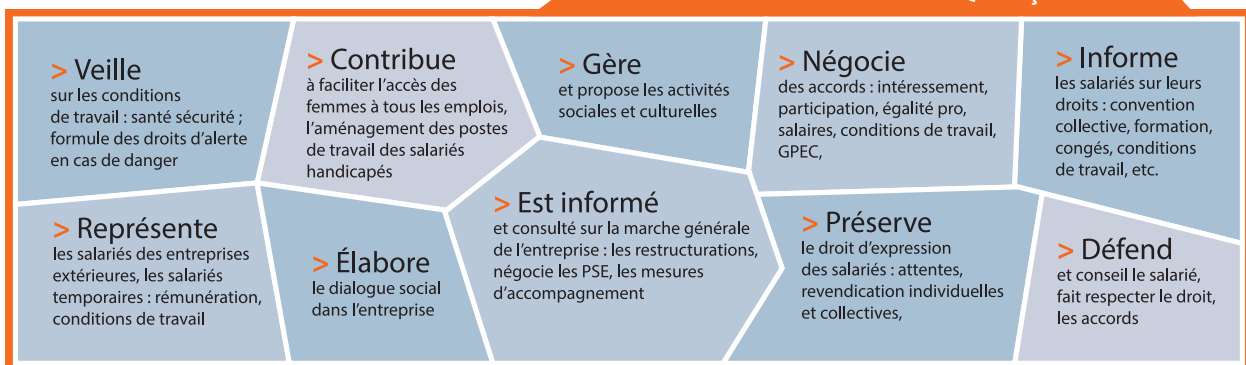 > Veille
sur les conditions
de travail : santé sécurité ;
formule des droits d'alerte
en cas de danger
> Contribue
à faciliter l'accès des
femmes à tous les emplois,
l'aménagement des postes
de travail des salariés
handicapés
> Gère
et propose les activités
sociales et culturelles
> Négocie
des accords : intéressement,
participation, égalité pro,
salaires, conditions de travail,
GPEC,
> Informe
les salariés sur leurs
droits : convention
collective, formation,
congés, conditions
de travail, etc.
> Représente
les salariés des entreprises
extérieures, les salariés
temporaires : rémunération,
conditions de travail
> Élabore
le dialogue social
dans l'entreprise
> Est informé
et consulté sur la marche générale
de l'entreprise : les restructurations,
négocie les PSE, les mesures
d'accompagnement
> Préserve
le droit d'expression
des salariés : attentes,
revendication individuelles
et collectives,
> Défend
et conseil le salarié,
fait respecter le droit,
les accords